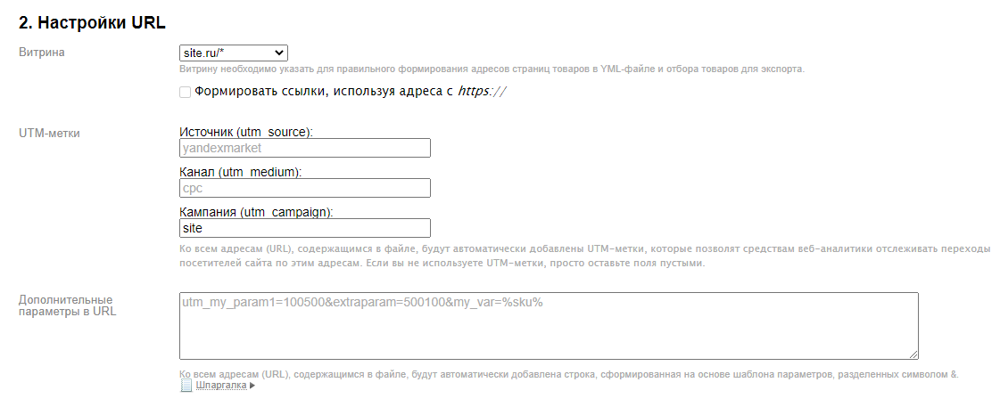 2. Настройки URL
Витрина
site.ru/*
Витрину необходимо указать для правильного формирования адресов страниц товаров в YML-файле и отбора товаров для экспорта.
Формировать ссылки, используя адреса с https://
UTM-метки
Источник (utm_source):
yandexmarket
Канал (utm_medium):
cpc
Кампания (utm_campaign):
site
Ко всем адресам (URL), содержащимся в файле, будут автоматически добавлены UTM-метки, которые позволят средствам веб-аналитики отслеживать переходы
посетителей сайта по этим адресам. Если вы не используете UTM-метки, просто оставьте поля пустыми.
Дополнительные
параметры в URL
utm_my_param1=100500&extraparam=500100&my_var=%sku%
Ко всем адресам (URL), содержащимся в файле, будут автоматически добавлена строка, сформированная на основе шаблона параметров, разделенных символом &.
Шпаргалка